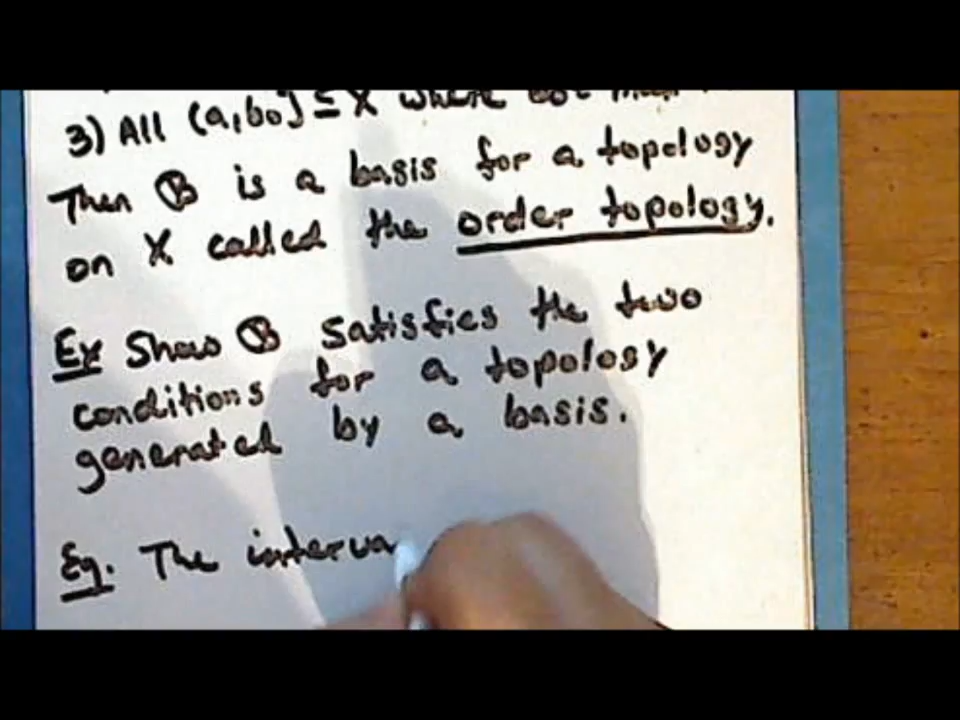 3) All (a,b₀] ⊆ X where
Then B is a basis for a topology
on X called the order topology.
Ex Show B satisfies the two
conditions for a topology
generated by a basis.
Eg. The interva